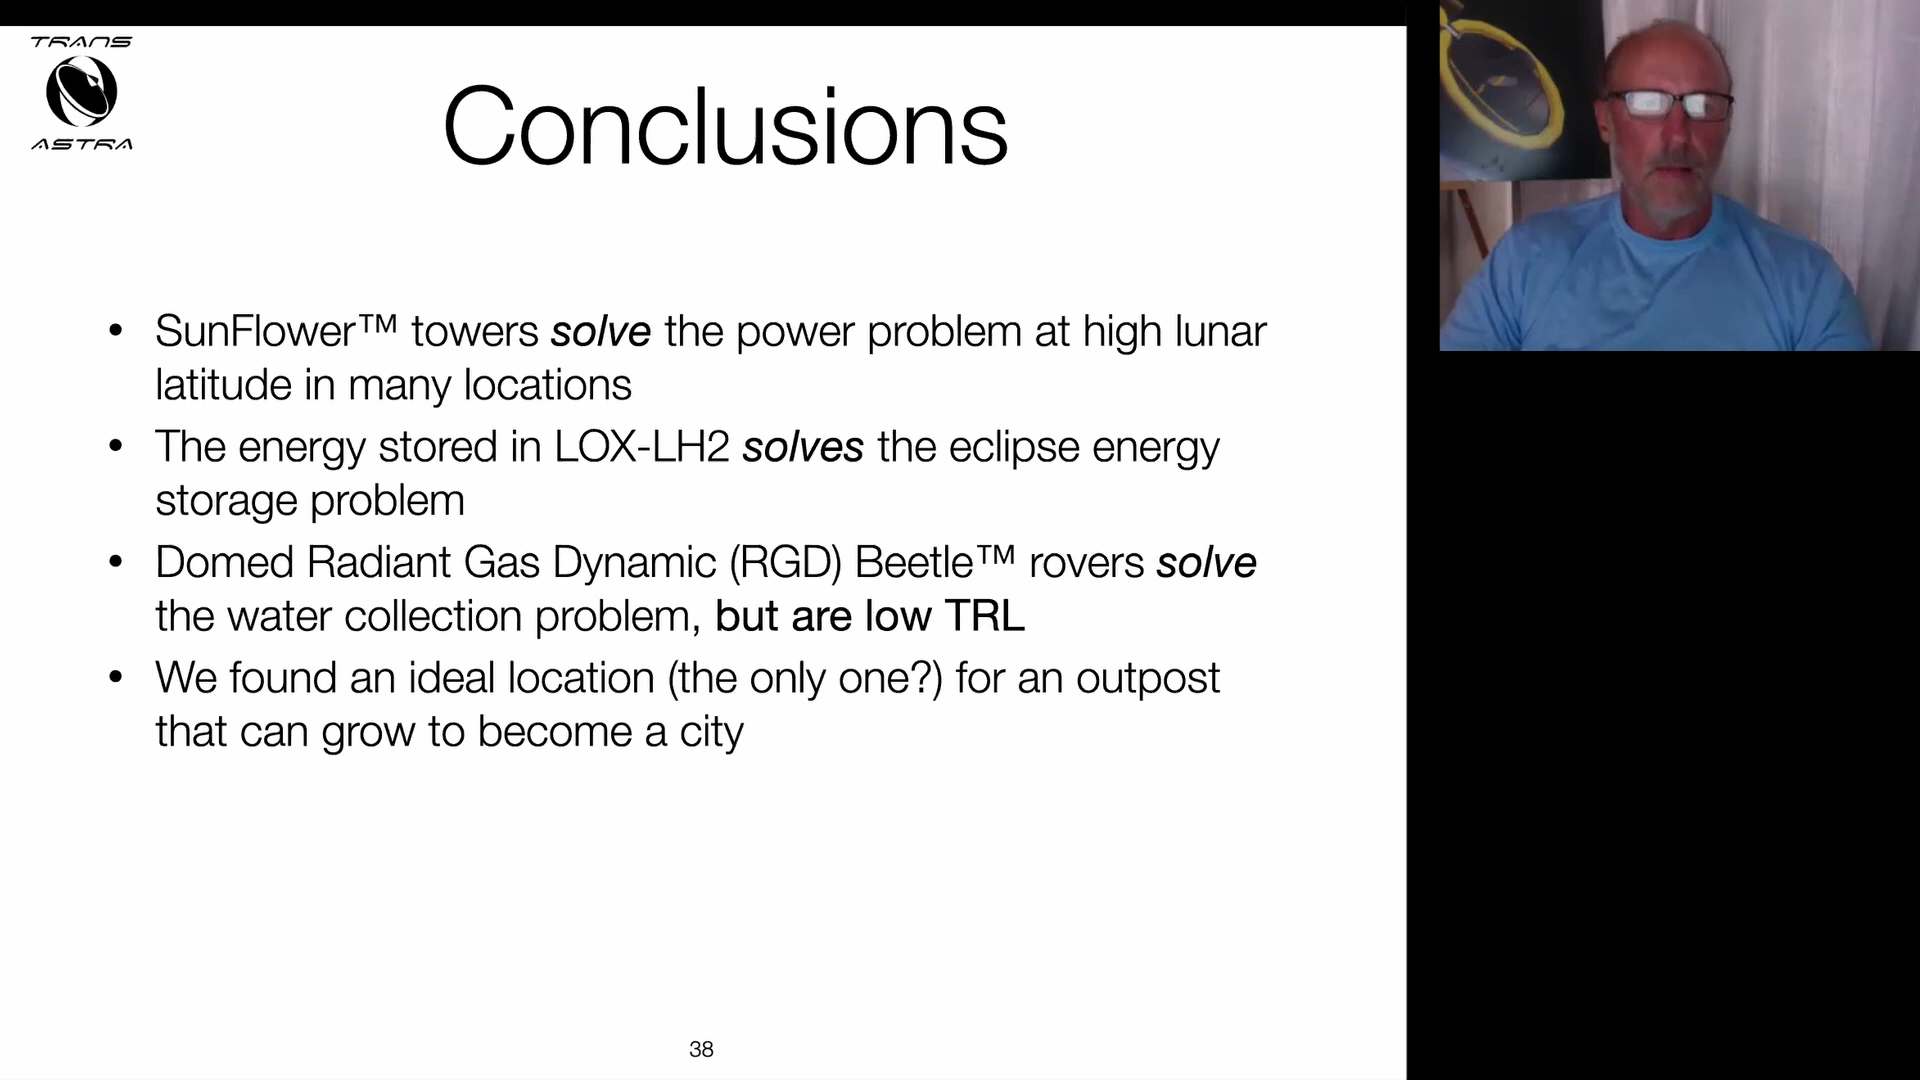 TRANS
ASTRA
Conclusions
• SunFlower™ towers solve the power problem at high lunar
latitude in many locations
• The energy stored in LOX-LH2 solves the eclipse energy
storage problem
• Domed Radiant Gas Dynamic (RGD) Beetle™ rovers solve
the water collection problem, but are low TRL
• We found an ideal location (the only one?) for an outpost
that can grow to become a city
38